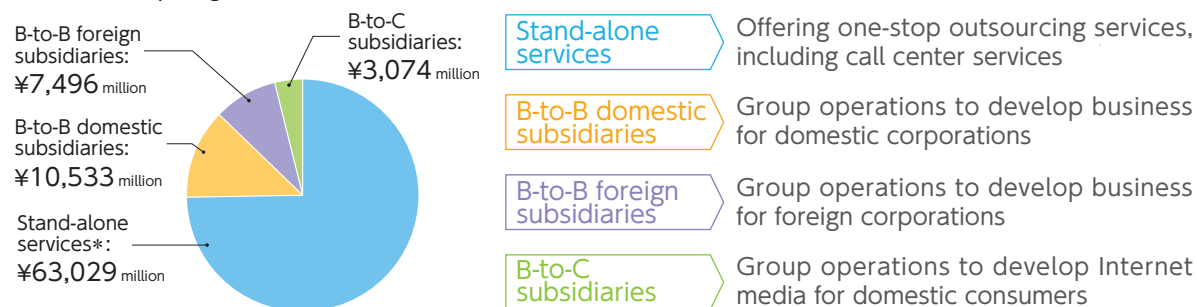 B-to-B foreign
subsidiaries:
¥7,496 million
B-to-C
subsidiaries:
¥3,074 million
B-to-B domestic
subsidiaries:
¥10,533 million
Stand-alone
services*:
¥63,029 million
Stand-alone
services
Offering one-stop outsourcing services,
including call center services
B-to-B domestic
subsidiaries
Group operations to develop business
for domestic corporations
B-to-B foreign
subsidiaries
Group operations to develop business
for foreign corporations
B-to-C
subsidiaries
Group operations to develop Internet
media for domestic consumers